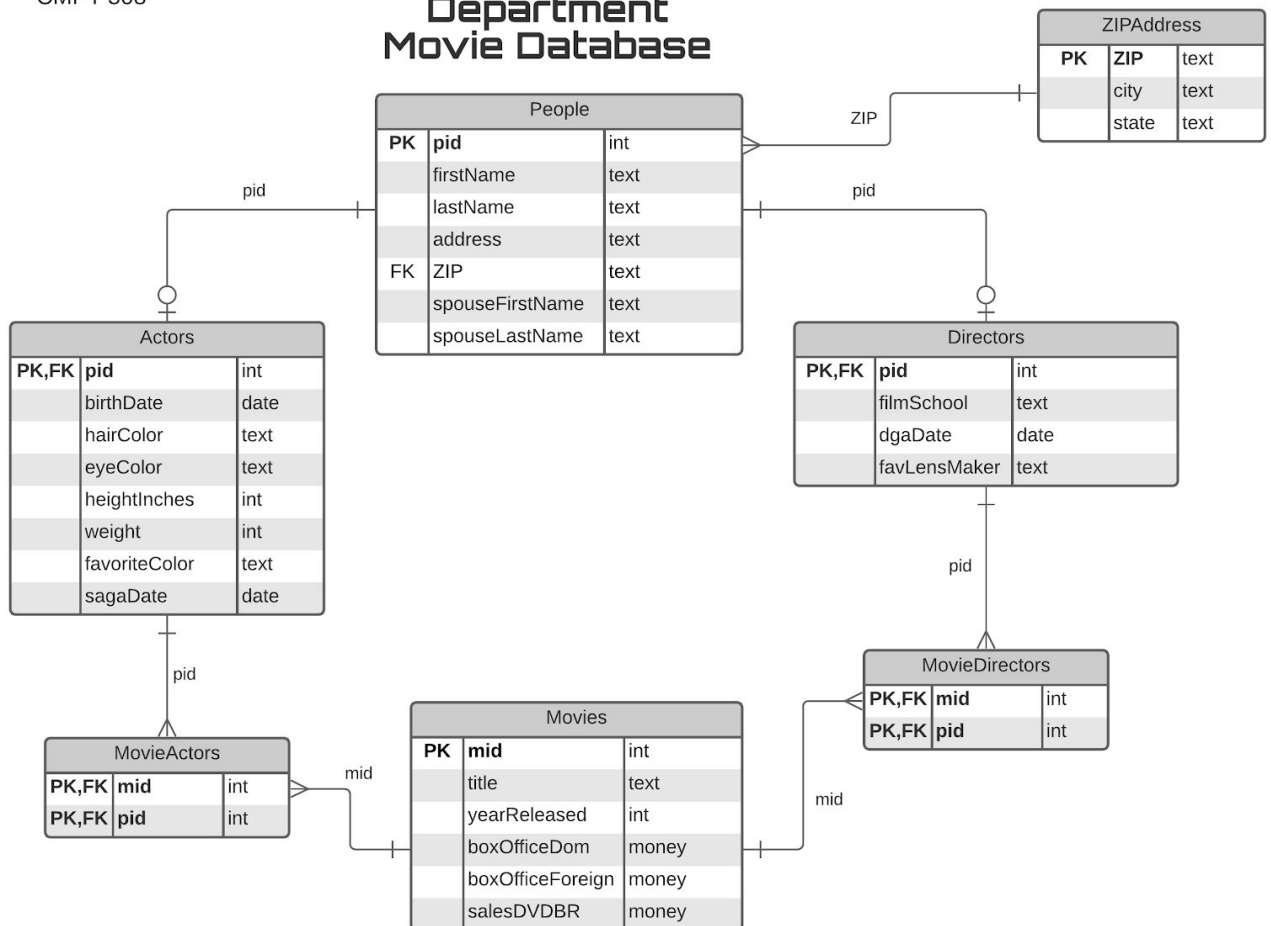 Department
Movie Database
ZIPAddress
PK ZIP text
city text
state text
People
PK pid int
firstName text
lastName text
address text
FK ZIP text
spouseFirstName text
spouseLastName text
ZIP
pid
pid
Actors
PK,FK pid int
birthDate date
hairColor text
eyeColor text
heightInches int
weight int
favoriteColor text
sagaDate date
Directors
PK,FK pid int
filmSchool text
dgaDate date
favLensMaker text
pid
pid
MovieDirectors
PK,FK mid int
PK,FK pid int
MovieActors
PK,FK mid int
PK,FK pid int
mid
mid
Movies
PK mid int
title text
yearReleased int
boxOfficeDom money
boxOfficeForeign money
salesDVDBR money